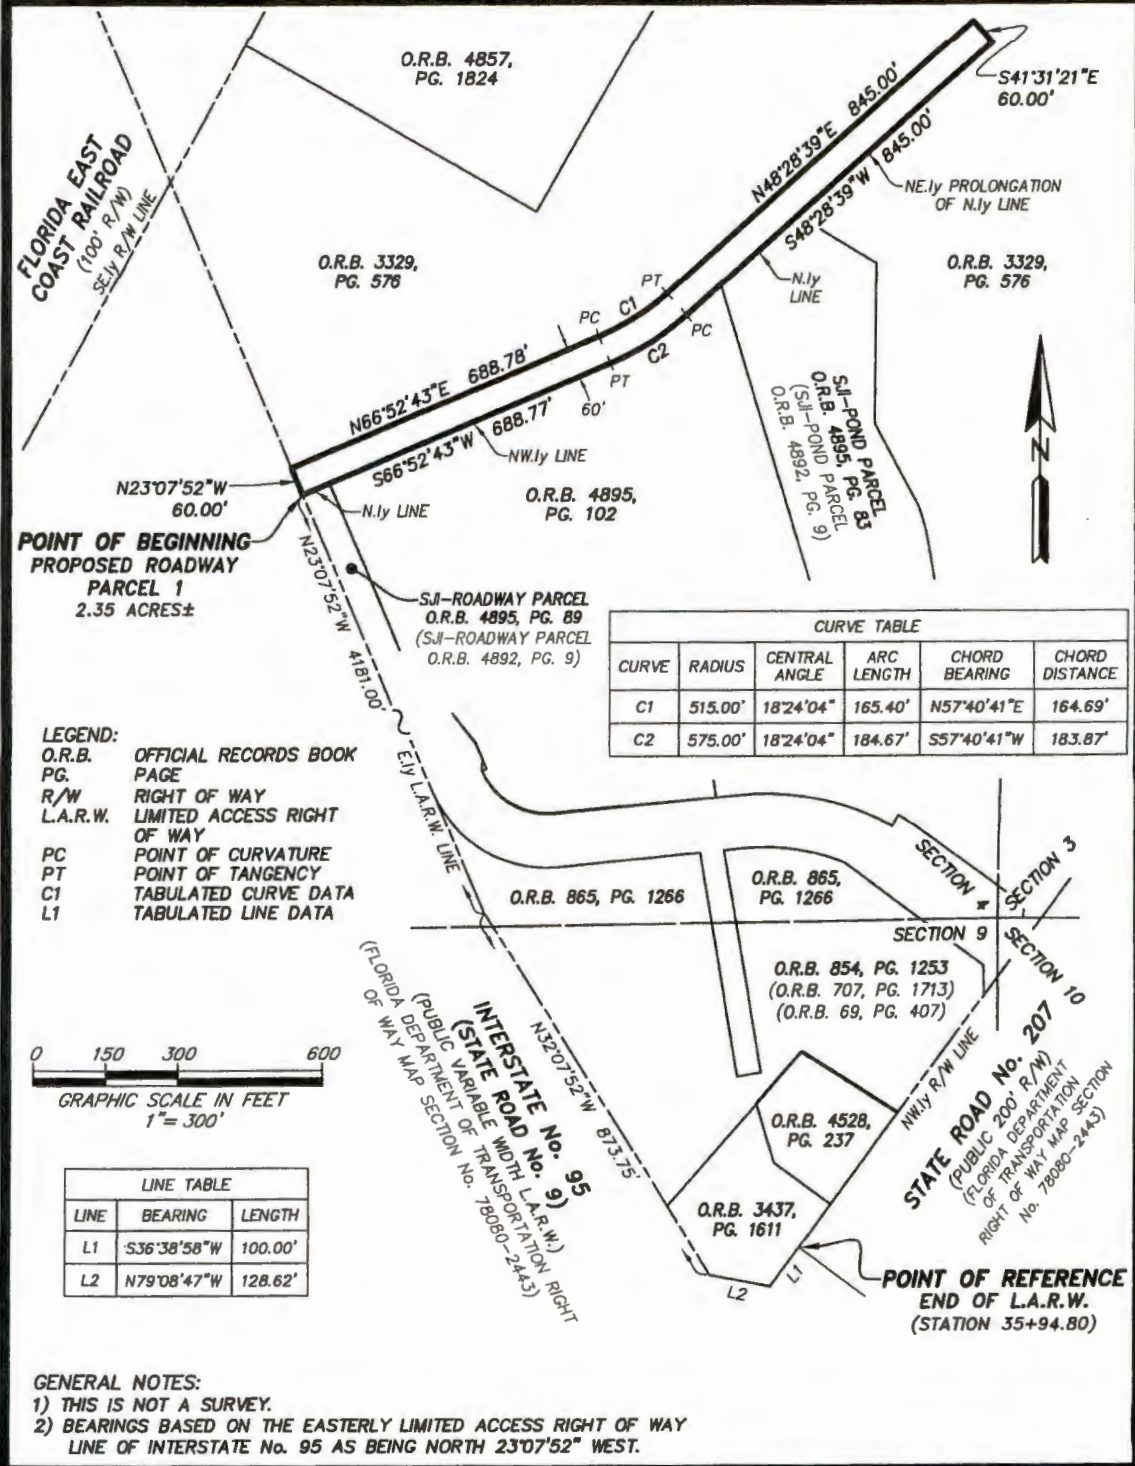 O.R.B. 4857,
PG. 1824
S41°31'21"E
60.00'
N48°28'39"E 845.00'
S48°28'39"W 845.00'
NE.ly PROLONGATION
OF N.ly LINE
FLORIDA EAST
COAST RAILROAD
(100' R/W)
SE.ly R/W LINE
O.R.B. 3329,
PG. 576
O.R.B. 3329,
PG. 576
N.ly
LINE
PT
C1
PC
PC
C2
PT
60'
N66°52'43"E 688.78'
S66°52'43"W 688.77'
NW.ly LINE
N
SJI-POND PARCEL
O.R.B. 4895, PG. 83
(SJI-POND PARCEL
O.R.B. 4892, PG. 9)
N23°07'52"W
60.00'
N.ly LINE
O.R.B. 4895,
PG. 102
POINT OF BEGINNING
PROPOSED ROADWAY
PARCEL 1
2.35 ACRES±
N23°07'52"W 4181.00'
SJI-ROADWAY PARCEL
O.R.B. 4895, PG. 89
(SJI-ROADWAY PARCEL
O.R.B. 4892, PG. 9)
CURVE TABLE
CURVE RADIUS CENTRAL ANGLE ARC LENGTH CHORD BEARING CHORD DISTANCE
C1 515.00' 18°24'04" 165.40' N57°40'41"E 164.69'
C2 575.00' 18°24'04" 184.67' S57°40'41"W 183.87'
LEGEND:
O.R.B. OFFICIAL RECORDS BOOK
PG. PAGE
R/W RIGHT OF WAY
L.A.R.W. LIMITED ACCESS RIGHT
OF WAY
PC POINT OF CURVATURE
PT POINT OF TANGENCY
C1 TABULATED CURVE DATA
L1 TABULATED LINE DATA
E.ly L.A.R.W. LINE
O.R.B. 865, PG. 1266
O.R.B. 865,
PG. 1266
SECTION
SECTION 3
SECTION 9
SECTION 10
O.R.B. 854, PG. 1253
(O.R.B. 707, PG. 1713)
(O.R.B. 69, PG. 407)
INTERSTATE No. 95
(STATE ROAD No. 9)
(PUBLIC VARIABLE WIDTH L.A.R.W.)
(FLORIDA DEPARTMENT OF TRANSPORTATION RIGHT
OF WAY MAP SECTION No. 78080-2443)
N32°07'52"W 873.75'
NW.ly R/W LINE
STATE ROAD No. 207
(PUBLIC 200' R/W)
(FLORIDA DEPARTMENT
OF TRANSPORTATION
RIGHT OF WAY MAP SECTION
No. 78080-2443)
0 150 300 600
GRAPHIC SCALE IN FEET
1"= 300'
O.R.B. 4528,
PG. 237
O.R.B. 3437,
PG. 1611
LINE TABLE
LINE BEARING LENGTH
L1 S36°38'58"W 100.00'
L2 N79°08'47"W 128.62'
L2
L1
POINT OF REFERENCE
END OF L.A.R.W.
(STATION 35+94.80)
GENERAL NOTES:
1) THIS IS NOT A SURVEY.
2) BEARINGS BASED ON THE EASTERLY LIMITED ACCESS RIGHT OF WAY
LINE OF INTERSTATE No. 95 AS BEING NORTH 23°07'52" WEST.